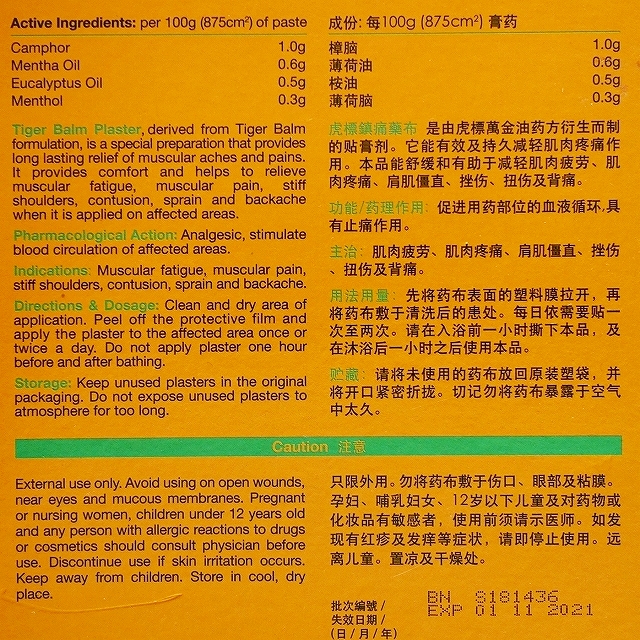 Active Ingredients: per 100g (875cm²) of paste
Camphor 1.0g
Mentha Oil 0.6g
Eucalyptus Oil 0.5g
Menthol 0.3g
Tiger Balm Plaster, derived from Tiger Balm
formulation, is a special preparation that provides
long lasting relief of muscular aches and pains.
It provides comfort and helps to relieve
muscular fatigue, muscular pain, stiff
shoulders, contusion, sprain and backache
when it is applied on affected areas.
Pharmacological Action: Analgesic, stimulate
blood circulation of affected areas.
Indications: Muscular fatigue, muscular pain,
stiff shoulders, contusion, sprain and backache.
Directions & Dosage: Clean and dry area of
application. Peel off the protective film and
apply the plaster to the affected area once or
twice a day. Do not apply plaster one hour
before and after bathing.
Storage: Keep unused plasters in the original
packaging. Do not expose unused plasters to
atmosphere for too long.
成份: 每100g (875cm²) 膏药
樟脑 1.0g
薄荷油 0.6g
桉油 0.5g
薄荷脑 0.3g
虎標鎮痛藥布 是由虎標萬金油药方衍生而制
的贴膏剂。它能有效及持久减轻肌肉疼痛作
用。本品能舒缓和有助于减轻肌肉疲劳、肌
肉疼痛、肩肌僵直、挫伤、扭伤及背痛。
功能/药理作用: 促进用药部位的血液循环,具
有止痛作用。
主治: 肌肉疲劳、肌肉疼痛、肩肌僵直、挫伤
、扭伤及背痛。
用法用量: 先将药布表面的塑料膜拉开，再
将药布敷于清洗后的患处。每日依需要贴一
次至两次。请在入浴前一小时撕下本品，及
在沐浴后一小时之后使用本品。
贮藏: 请将未使用的药布放回原装塑袋，并
将开口紧密折拢。切记勿将药布暴露于空气
中太久。
Caution 注意
External use only. Avoid using on open wounds,
near eyes and mucous membranes. Pregnant
or nursing women, children under 12 years old
and any person with allergic reactions to drugs
or cosmetics should consult physician before
use. Discontinue use if skin irritation occurs.
Keep away from children. Store in cool, dry
place.
只限外用。勿将药布敷于伤口、眼部及粘膜。
孕妇、哺乳妇女、12岁以下儿童及对药物或
化妆品有敏感者，使用前须请示医师。如发
现有红疹及发痒等症状，请即停止使用。远
离儿童。置凉及干燥处。
批次編號 / BN S181436
失效日期 / EXP 01 11 2021
(日 / 月 / 年)